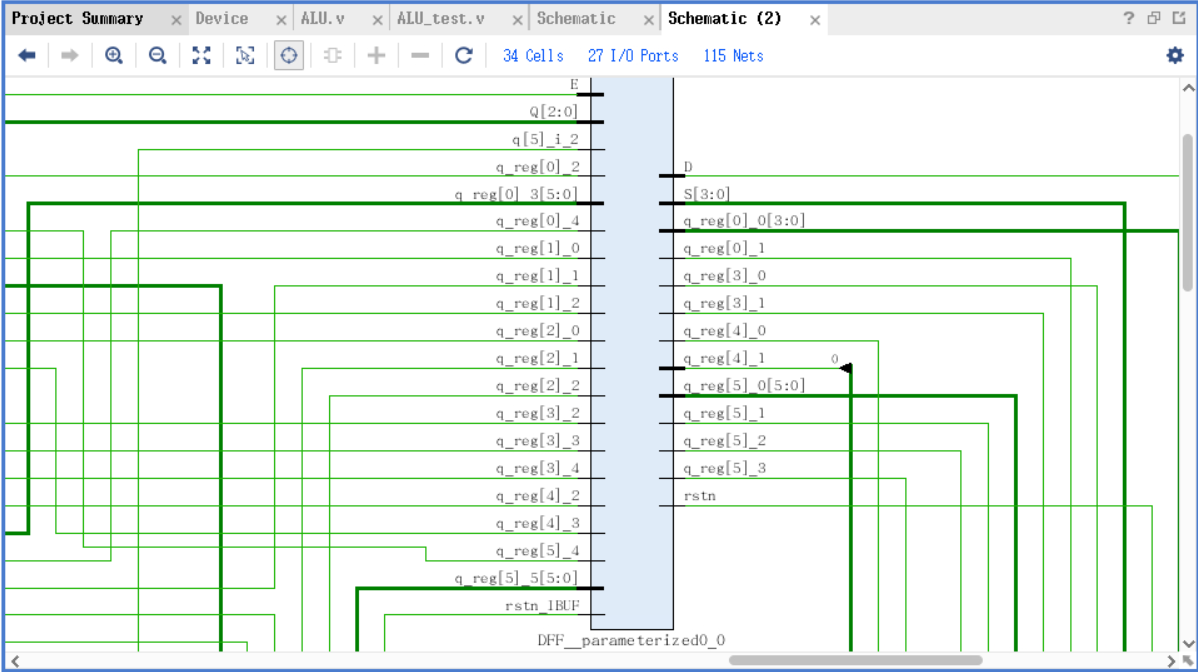 Project Summary × Device × ALU.v × ALU_test.v × Schematic × Schematic (2) × ?
34 Cells 27 I/O Ports 115 Nets
E
Q[2:0]
q[5]_i_2
q_reg[0]_2
q_reg[0]_3[5:0]
q_reg[0]_4
q_reg[1]_0
q_reg[1]_1
q_reg[1]_2
q_reg[2]_0
q_reg[2]_1
q_reg[2]_2
q_reg[3]_2
q_reg[3]_3
q_reg[3]_4
q_reg[4]_2
q_reg[4]_3
q_reg[5]_4
q_reg[5]_5[5:0]
rstn_IBUF
D
S[3:0]
q_reg[0]_0[3:0]
q_reg[0]_1
q_reg[3]_0
q_reg[3]_1
q_reg[4]_0
q_reg[4]_1 0
q_reg[5]_0[5:0]
q_reg[5]_1
q_reg[5]_2
q_reg[5]_3
rstn
DFF__parameterized0_0